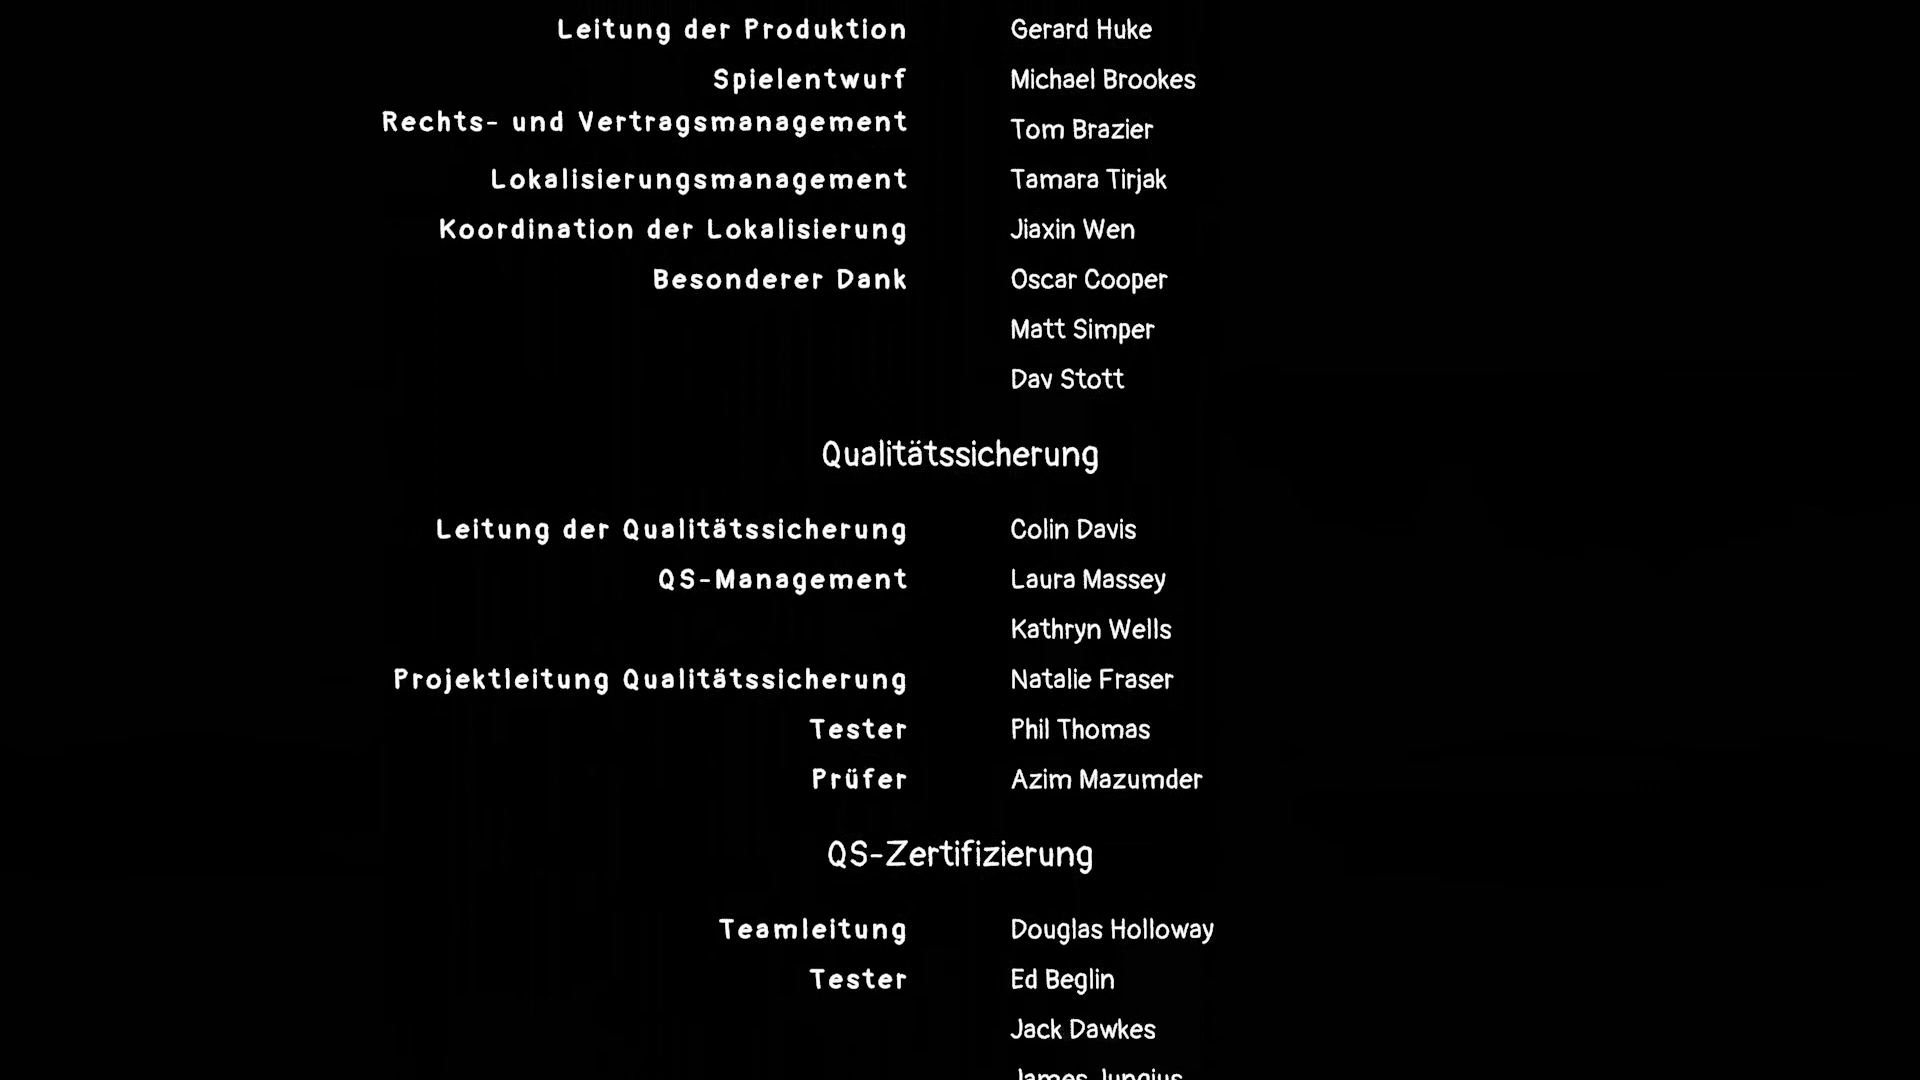 Leitung der Produktion Gerard Huke
Spielentwurf Michael Brookes
Rechts- und Vertragsmanagement Tom Brazier
Lokalisierungsmanagement Tamara Tirjak
Koordination der Lokalisierung Jiaxin Wen
Besonderer Dank Oscar Cooper
Matt Simper
Dav Stott
Qualitätssicherung
Leitung der Qualitätssicherung Colin Davis
QS-Management Laura Massey
Kathryn Wells
Projektleitung Qualitätssicherung Natalie Fraser
Tester Phil Thomas
Prüfer Azim Mazumder
QS-Zertifizierung
Teamleitung Douglas Holloway
Tester Ed Beglin
Jack Dawkes
James Jungius